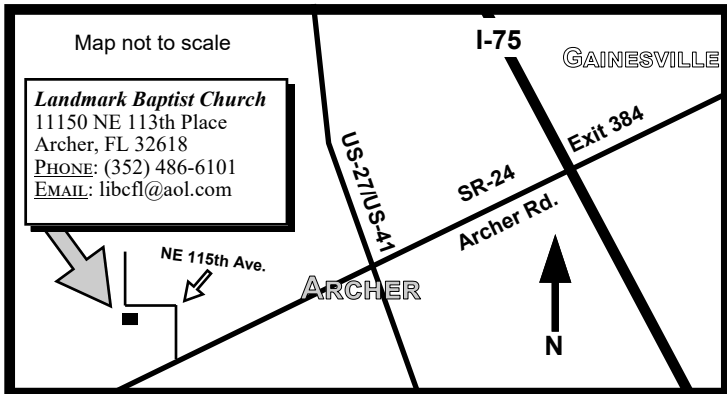 Map not to scale
I-75
GAINESVILLE
Landmark Baptist Church
11150 NE 113th Place
Archer, FL 32618
PHONE: (352) 486-6101
EMAIL: libcfl@aol.com
US-27/US-41
SR-24
Exit 384
Archer Rd.
NE 115th Ave.
ARCHER
N